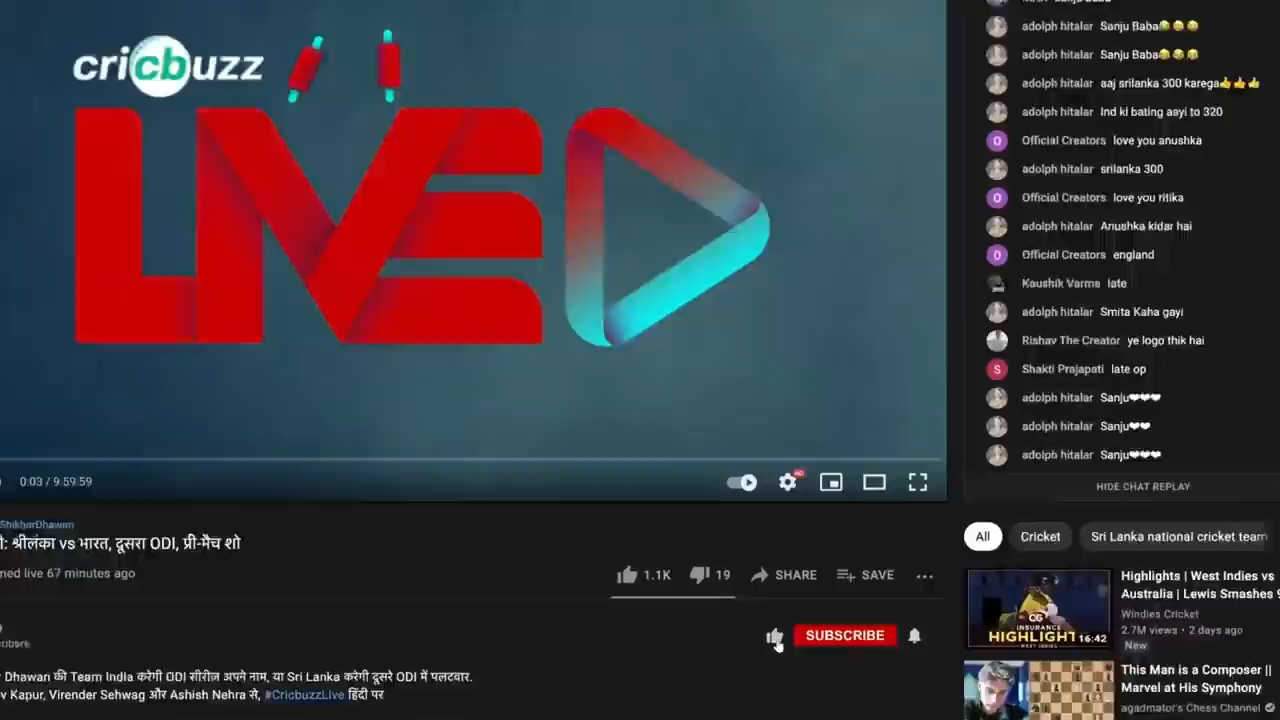 cricbuzz
LIVE
0:03 / 9:59:59
HD
ShikharDhawan
: श्रीलंका vs भारत, दूसरा ODI, प्री-मैच शो
med live 67 minutes ago
1.1K
19
SHARE
SAVE
SUBSCRIBE
Dhawan की Team India करेगी ODI सीरीज़ अपने नाम, या Sri Lanka करेगी दूसरे ODI में पलटवार.
v Kapur, Virender Sehwag और Ashish Nehra से, #CricbuzzLive हिंदी पर
adolph hitalar Sanju Baba😂😂😂
adolph hitalar Sanju Baba😂😂😂
adolph hitalar aaj srilanka 300 karega👍👍👍
adolph hitalar Ind ki bating aayi to 320
O Official Creators love you anushka
adolph hitalar srilanka 300
O Official Creators love you ritika
adolph hitalar Anushka kidar hai
O Official Creators england
Kaushik Varma late
adolph hitalar Smita Kaha gayi
Rishav The Creator ye logo thik hai
S Shakti Prajapati late op
adolph hitalar Sanju❤❤❤
adolph hitalar Sanju❤❤
adolph hitalar Sanju❤❤❤
HIDE CHAT REPLAY
All
Cricket
Sri Lanka national cricket team
Highlights | West Indies vs
Australia | Lewis Smashes 9
Windies Cricket
2.7M views • 2 days ago
New
CG
INSURANCE
HIGHLIGHT
WEST INDIES
16:42
This Man is a Composer ||
Marvel at His Symphony
agadmator's Chess Channel